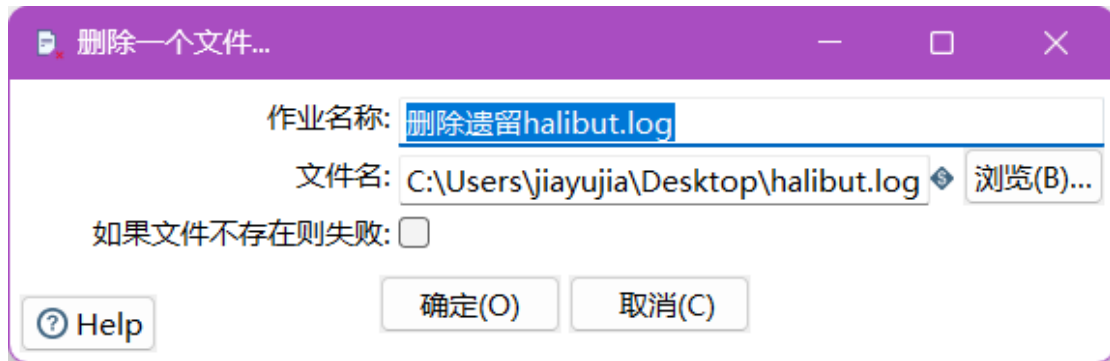 删除一个文件...
作业名称: 删除遗留halibut.log
文件名: C:\Users\jiayujia\Desktop\halibut.log 浏览(B)...
如果文件不存在则失败:
确定(O) 取消(C)
Help